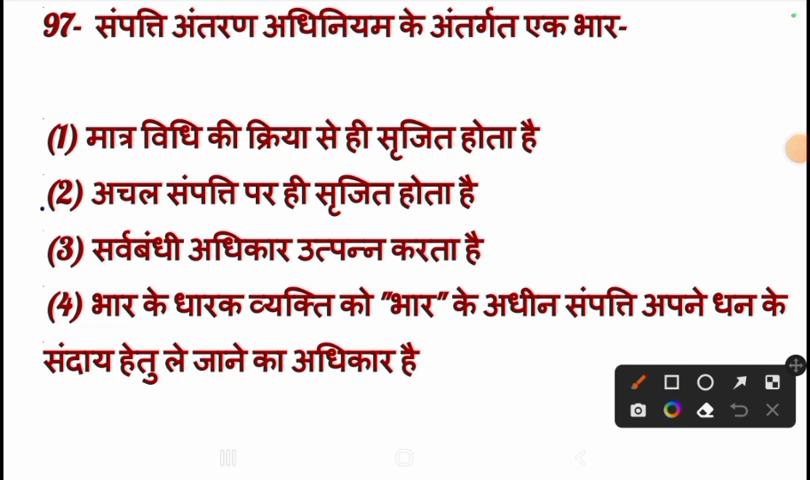 97- संपत्ति अंतरण अधिनियम के अंतर्गत एक भार-
(1) मात्र विधि की क्रिया से ही सृजित होता है
(2) अचल संपत्ति पर ही सृजित होता है
(3) सर्वबंधी अधिकार उत्पन्न करता है
(4) भार के धारक व्यक्ति को "भार" के अधीन संपत्ति अपने धन के
संदाय हेतु ले जाने का अधिकार है